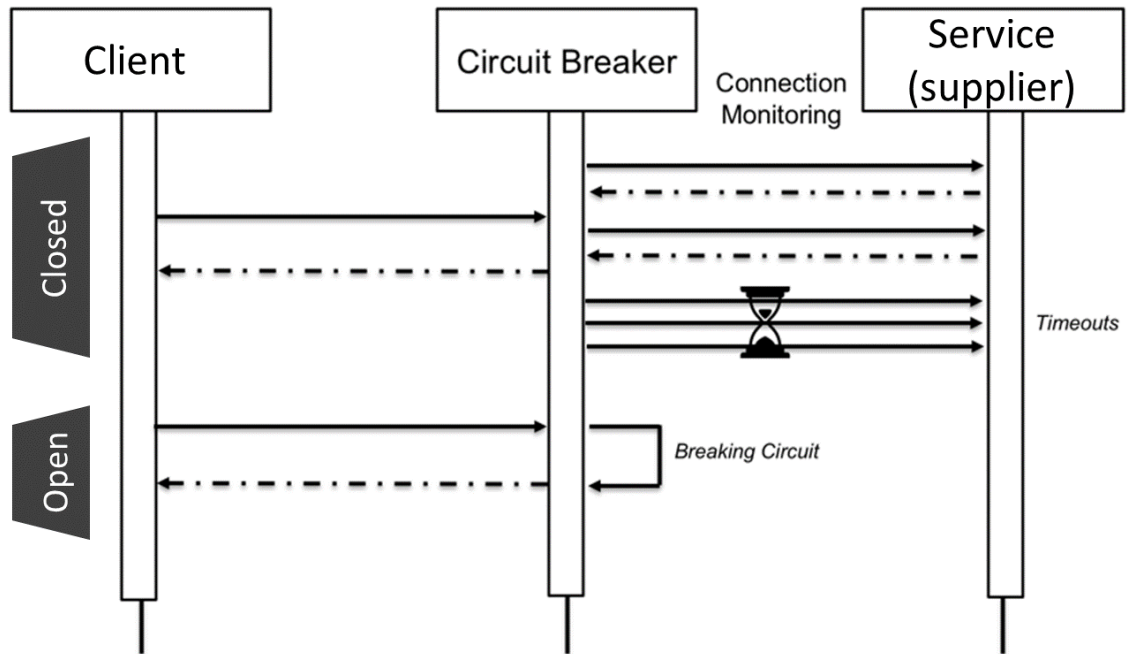 Client
Circuit Breaker
Service
(supplier)
Connection
Monitoring
Closed
Timeouts
Open
Breaking Circuit